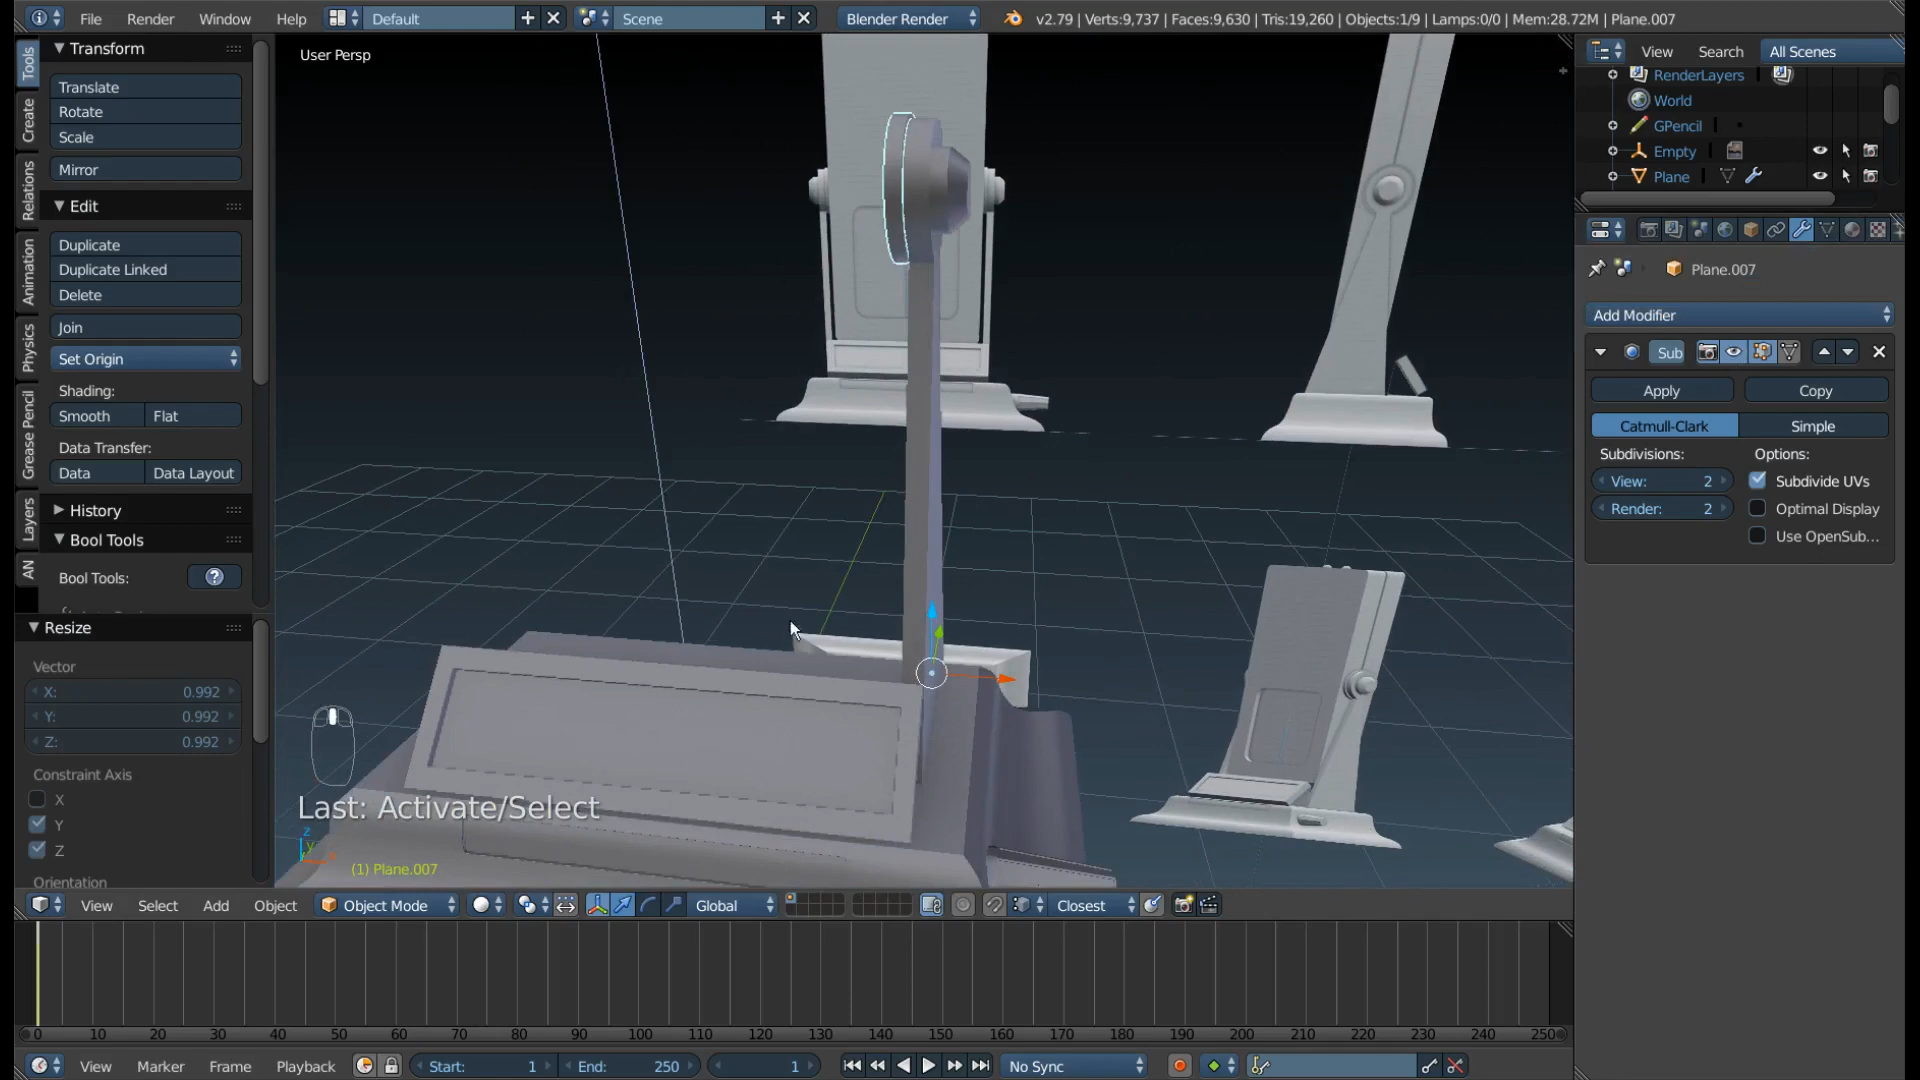 File Render Window Help Default Scene Blender Render v2.79 | Verts:9,737 | Faces:9,630 | Tris:19,260 | Objects:1/9 | Lamps:0/0 | Mem:28.72M | Plane.007
Tools
Create
Relations
Animation
Physics
Grease Pencil
Layers
AN
Transform
Translate
Rotate
Scale
Mirror
Edit
Duplicate
Duplicate Linked
Delete
Join
Set Origin
Shading:
Smooth Flat
Data Transfer:
Data Data Layout
History
Bool Tools
Bool Tools: ?
Resize
Vector
X: 0.992
Y: 0.992
Z: 0.992
Constraint Axis
X
Y
Z
Orientation
User Persp
Last: Activate/Select
z
y
(1) Plane.007
View Select Add Object Object Mode Global Closest
0 10 20 30 40 50 60 70 80 90 100 110 120 130 140 150 160 170 180 190 200 210 220 230 240 250
View Marker Frame Playback Start: 1 End: 250 1 No Sync
View Search All Scenes
RenderLayers
World
GPencil
Empty
Plane
Plane.007
Add Modifier
Sub
Apply Copy
Catmull-Clark Simple
Subdivisions: Options:
View: 2 Subdivide UVs
Render: 2 Optimal Display
Use OpenSub...